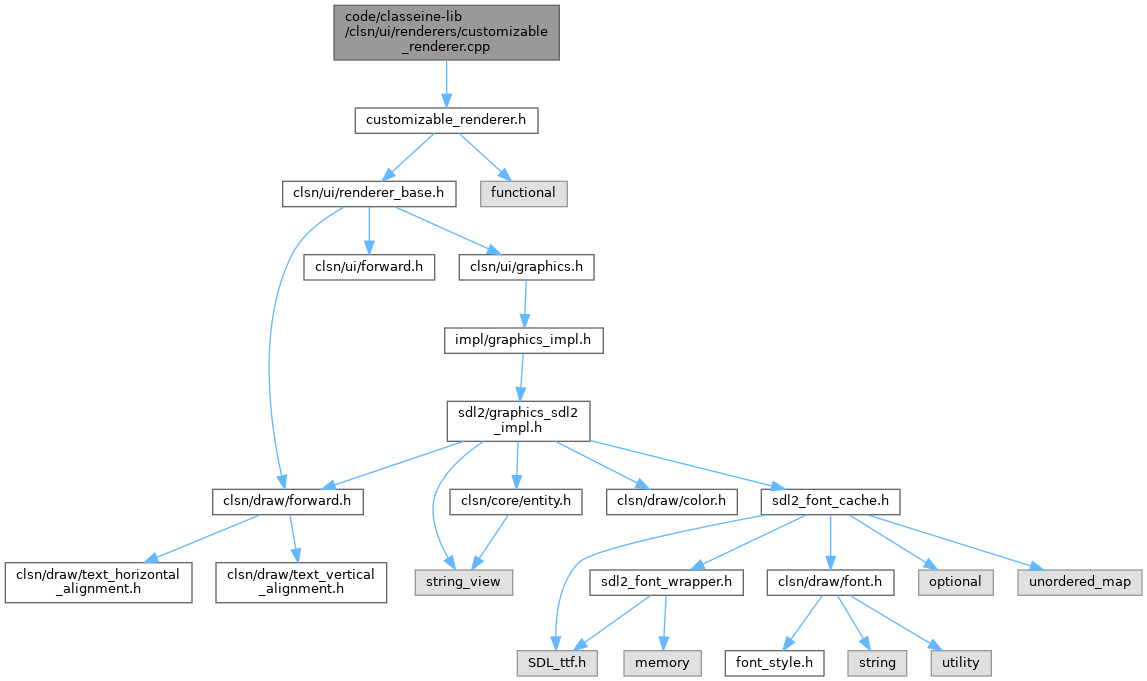 code/classeine-lib
/clsn/ui/renderers/customizable
_renderer.cpp
customizable_renderer.h
clsn/ui/renderer_base.h
functional
clsn/ui/forward.h
clsn/ui/graphics.h
impl/graphics_impl.h
sdl2/graphics_sdl2
_impl.h
clsn/draw/forward.h
clsn/core/entity.h
clsn/draw/color.h
sdl2_font_cache.h
clsn/draw/text_horizontal
_alignment.h
clsn/draw/text_vertical
_alignment.h
string_view
sdl2_font_wrapper.h
clsn/draw/font.h
optional
unordered_map
SDL_ttf.h
memory
font_style.h
string
utility